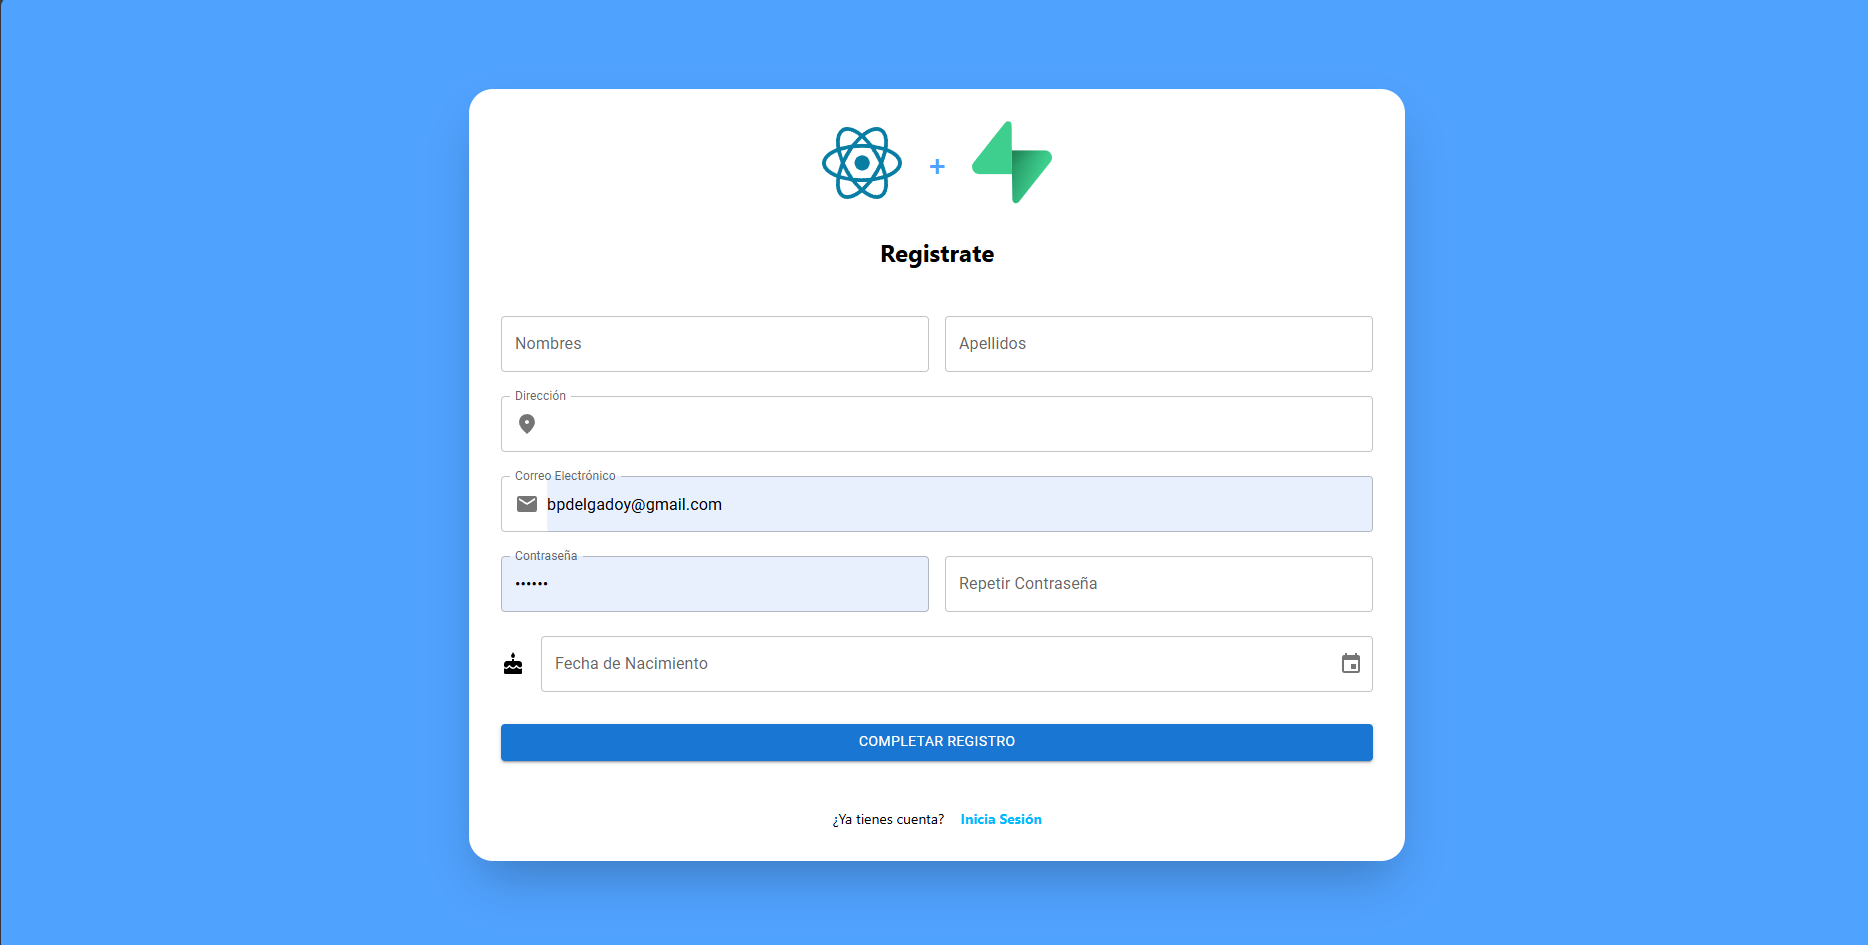 +
Registrate
Nombres
Apellidos
Dirección
Correo Electrónico
bpdelgadoy@gmail.com
Contraseña
••••••
Repetir Contraseña
Fecha de Nacimiento
COMPLETAR REGISTRO
¿Ya tienes cuenta? Inicia Sesión